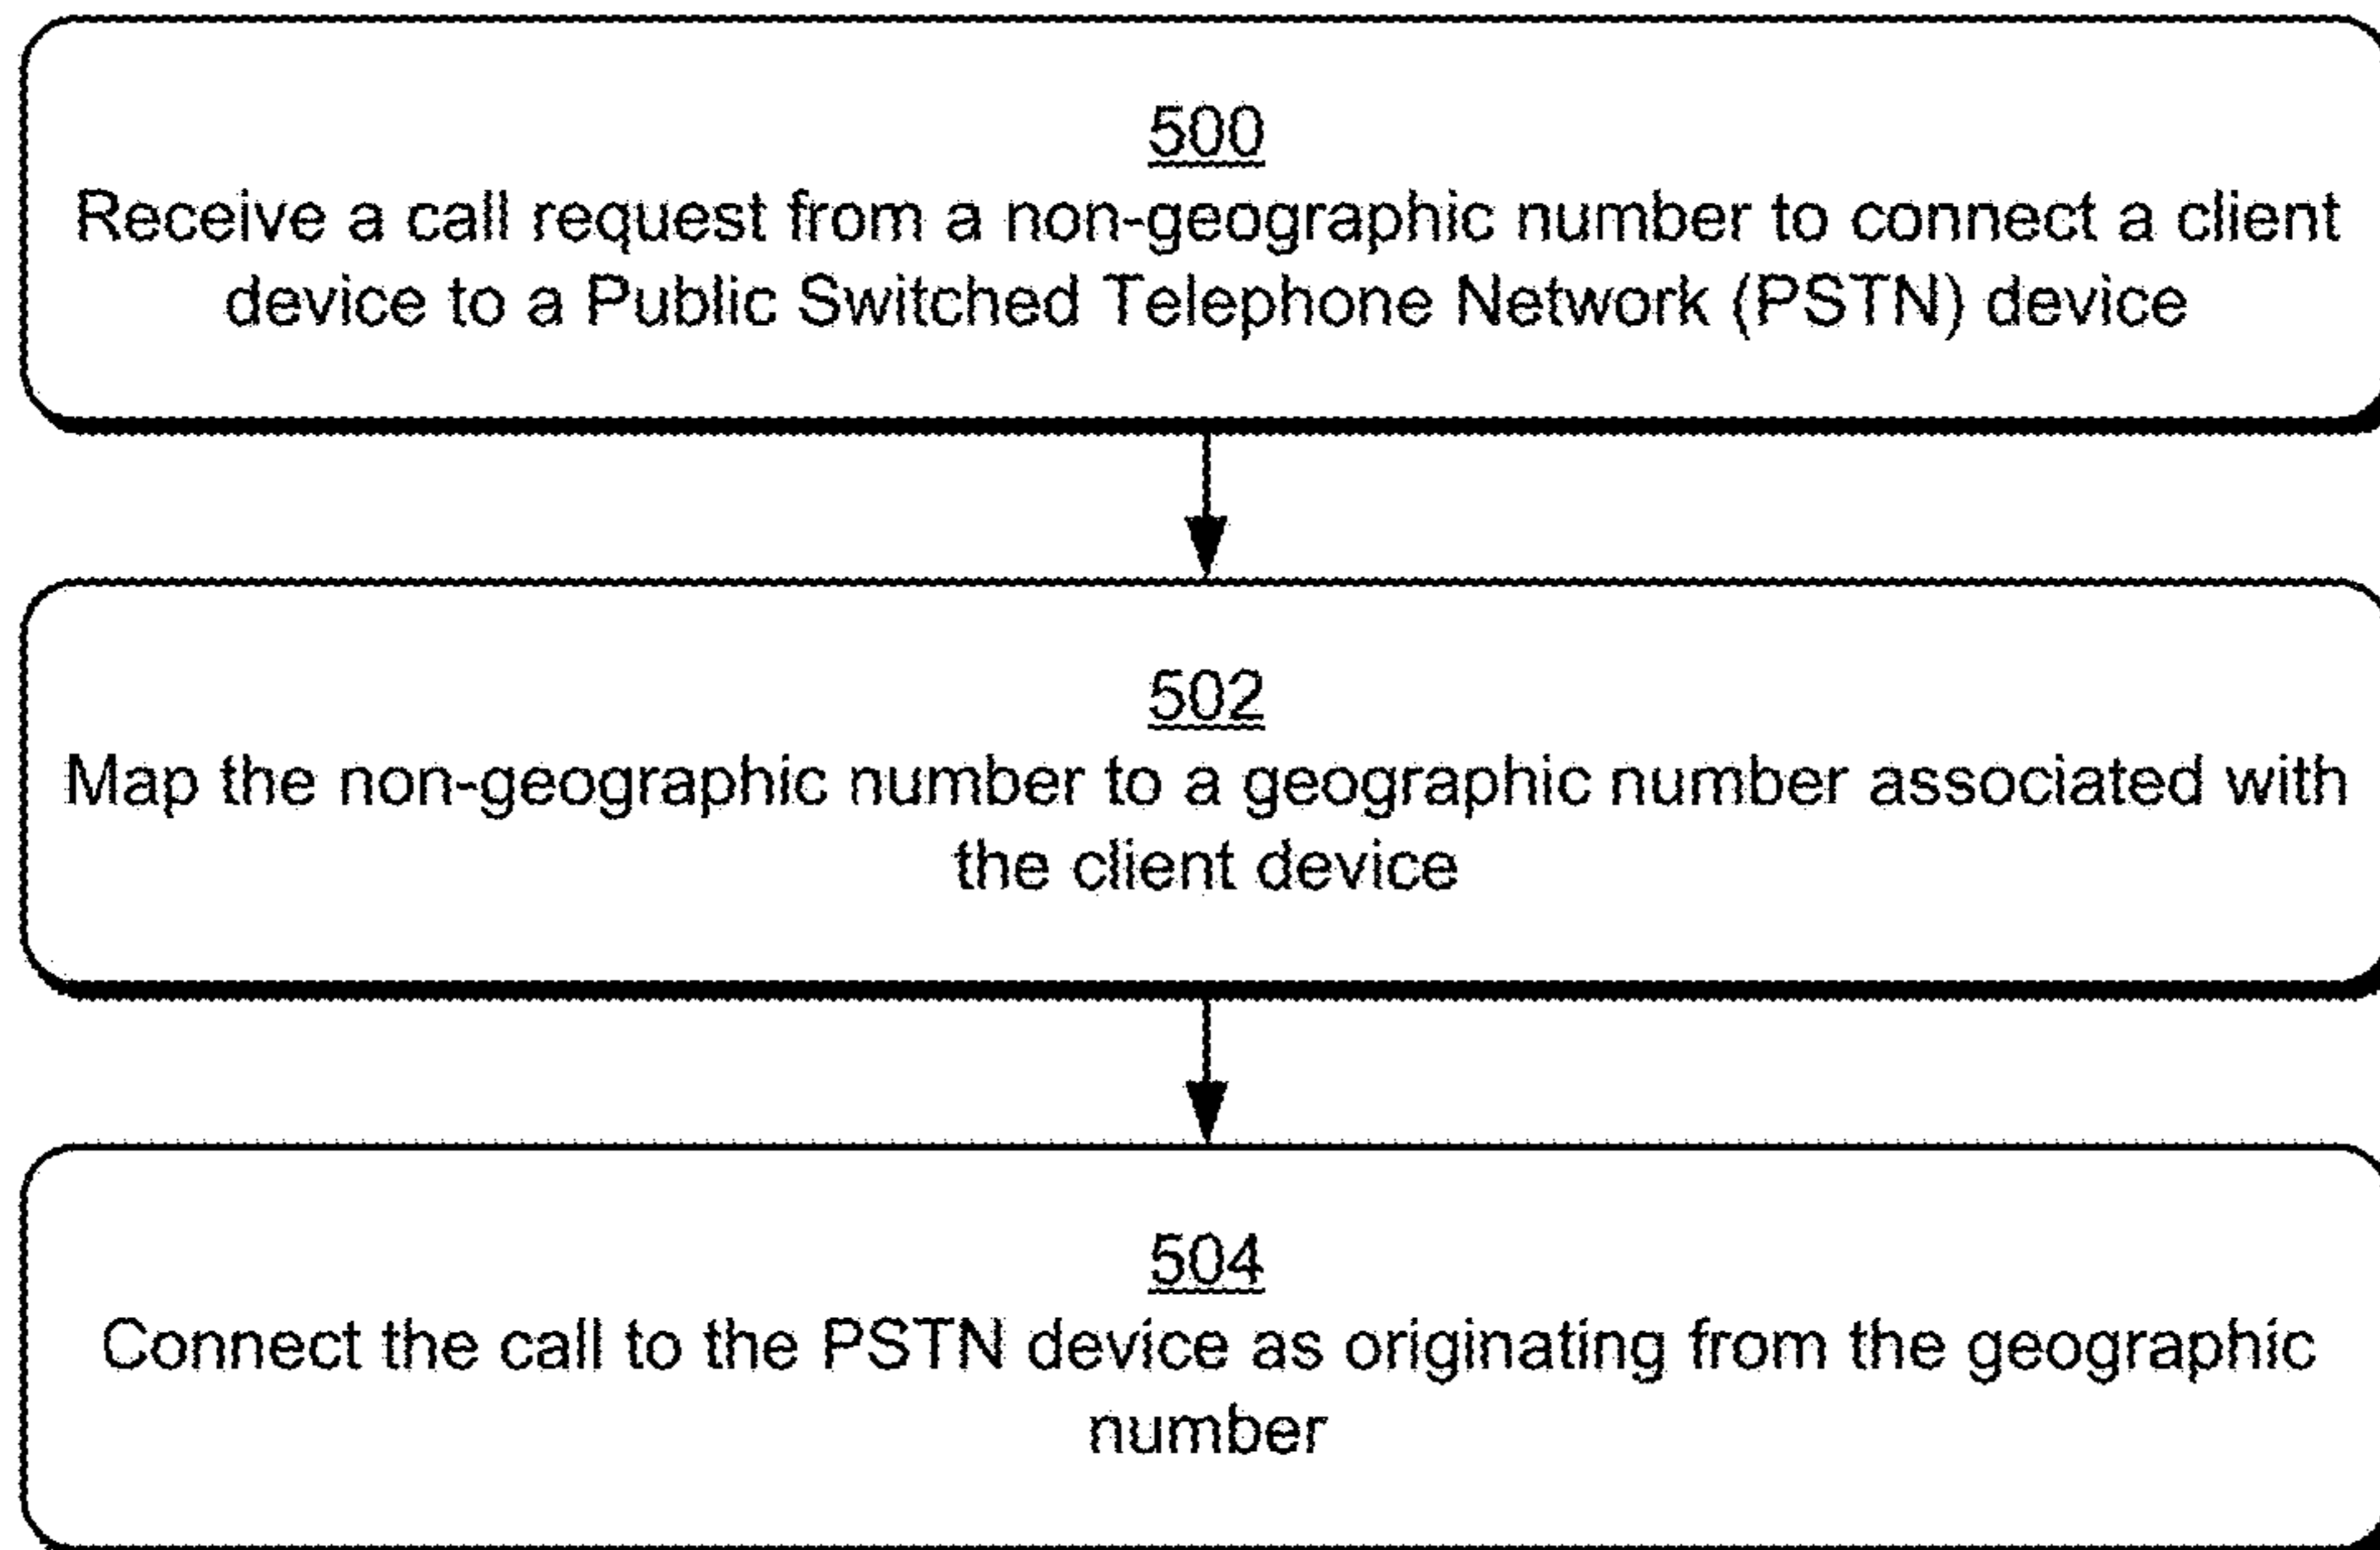 500
Receive a call request from a non-geographic number to connect a client
device to a Public Switched Telephone Network (PSTN) device
502
Map the non-geographic number to a geographic number associated with
the client device
504
Connect the call to the PSTN device as originating from the geographic
number